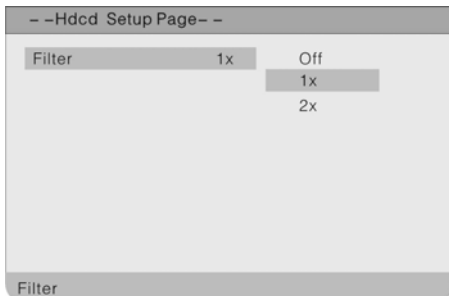 – –Hdcd Setup Page– –
Filter 1x Off
1x
2x
Filter